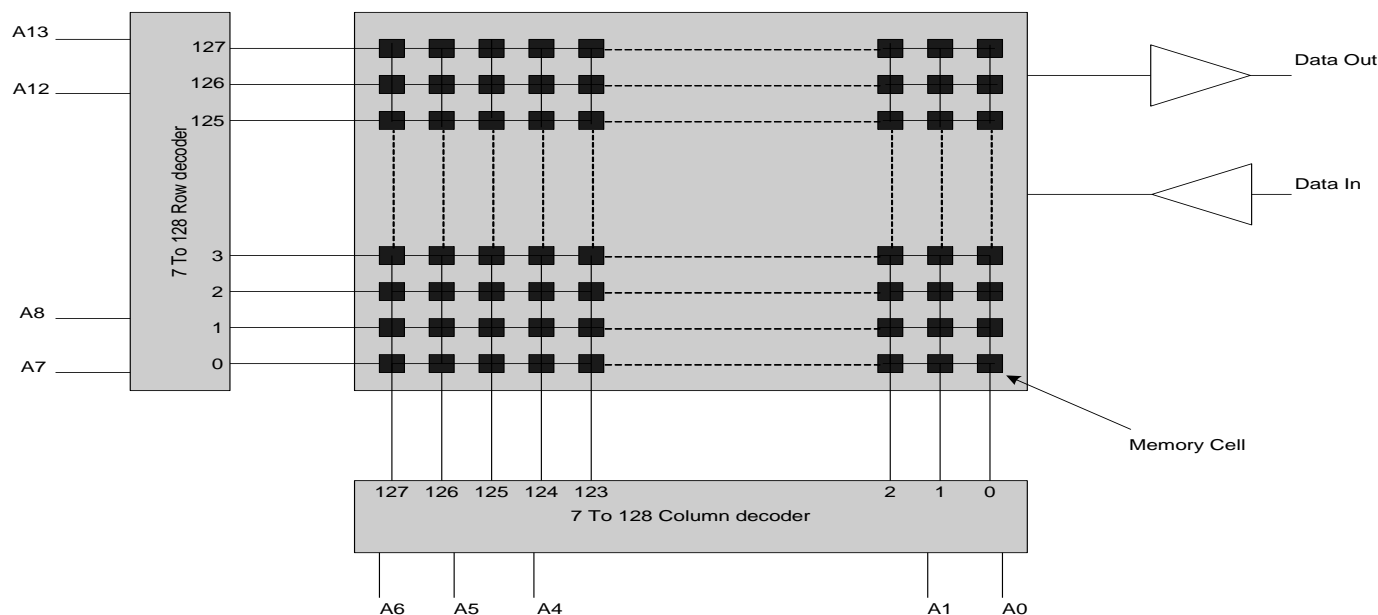 A13
A12
A8
A7
7 To 128 Row decoder
127
126
125
3
2
1
0
Data Out
Data In
Memory Cell
127 126 125 124 123 2 1 0
7 To 128 Column decoder
A6 A5 A4 A1 A0